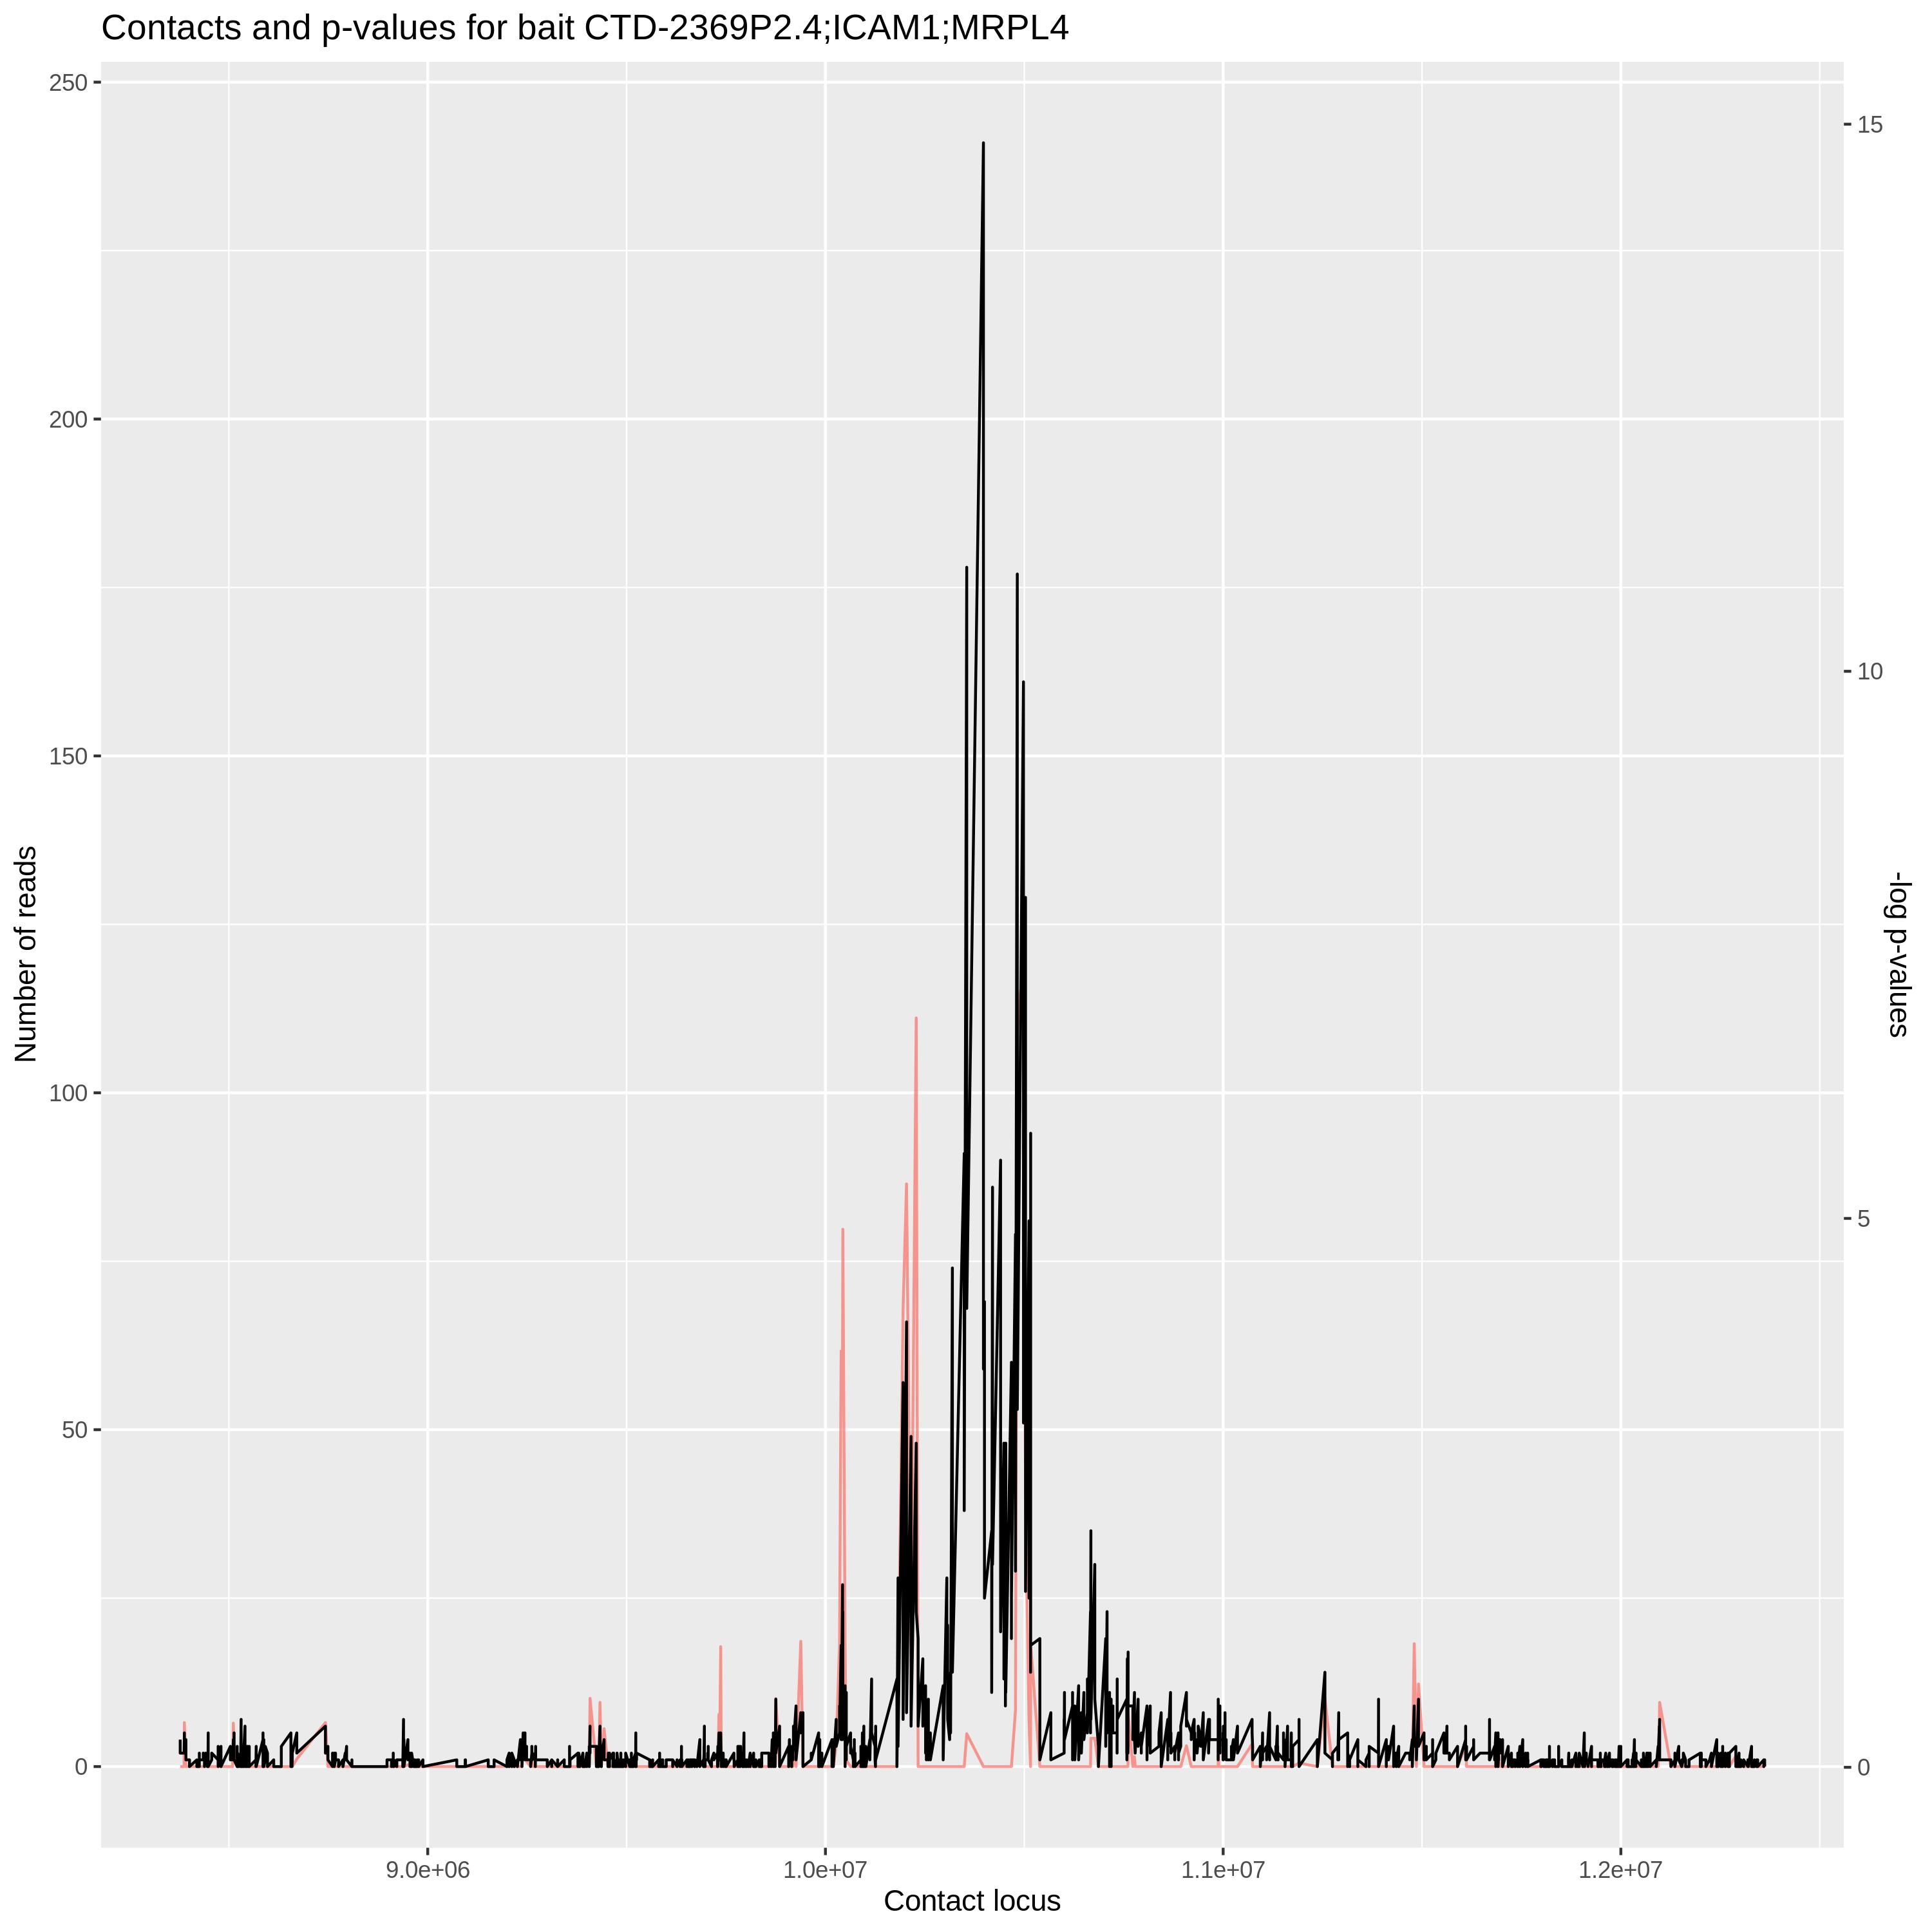 Contacts and p-values for bait CTD-2369P2.4;ICAM1;MRPL4
250
200
150
100
50
0
Number of reads
15
10
5
0
-log p-values
9.0e+06 1.0e+07 1.1e+07 1.2e+07
Contact locus